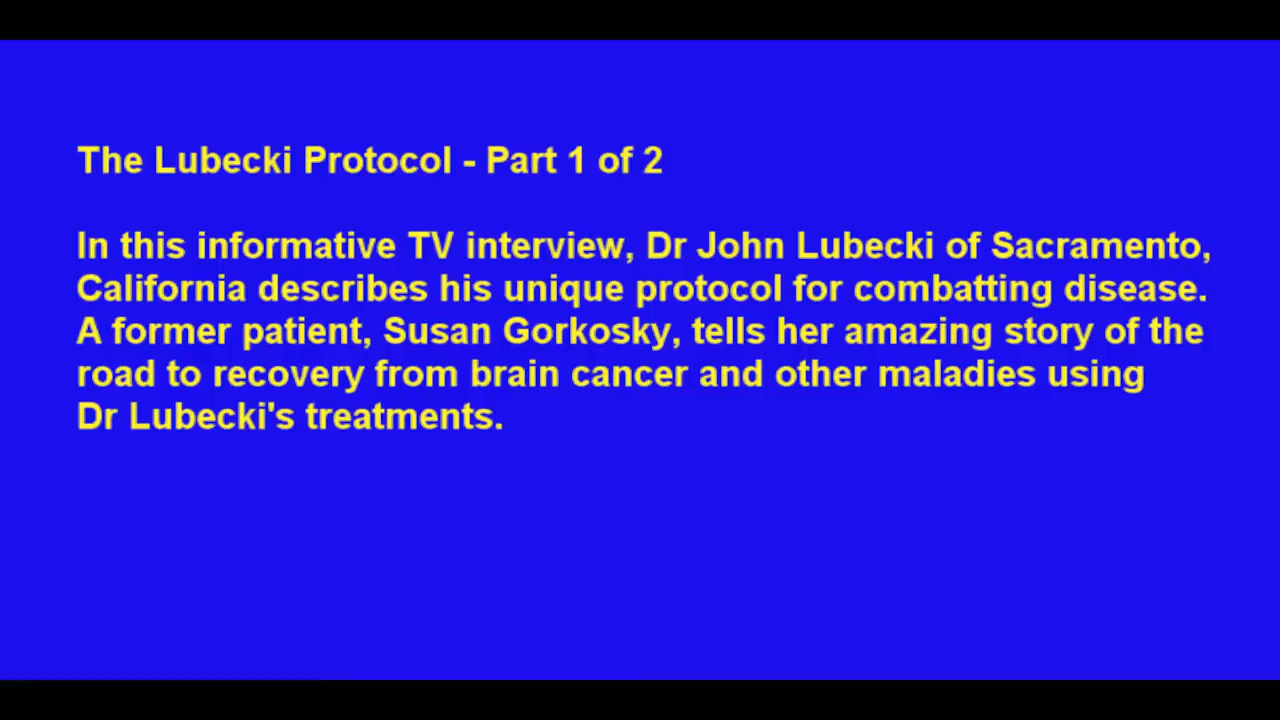 The Lubecki Protocol - Part 1 of 2
In this informative TV interview, Dr John Lubecki of Sacramento,
California describes his unique protocol for combatting disease.
A former patient, Susan Gorkosky, tells her amazing story of the
road to recovery from brain cancer and other maladies using
Dr Lubecki's treatments.